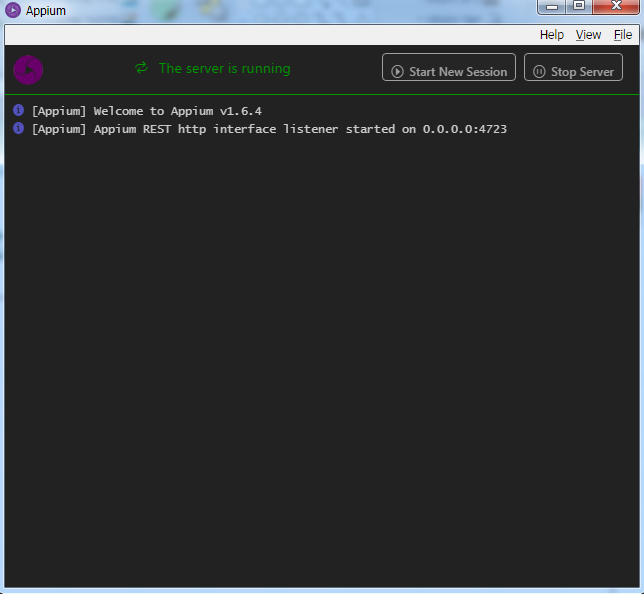 Appium
Help View File
The server is running
Start New Session
Stop Server
[Appium] Welcome to Appium v1.6.4
[Appium] Appium REST http interface listener started on 0.0.0.0:4723